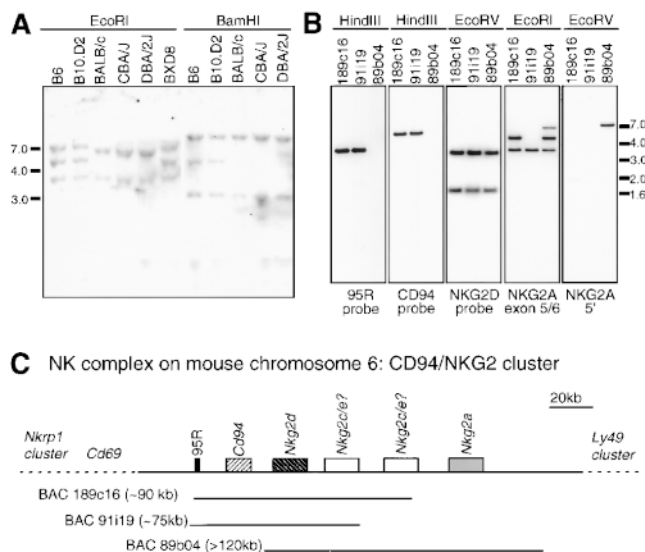 A
EcoRI BamHI
B6 B10.D2 BALB/c CBA/J DBA/2J BXD8 B6 B10.D2 BALB/c CBA/J DBA/2J
7.0
4.0
3.0
B
HindIII HindIII EcoRV EcoRI EcoRV
189c16 91i19 89b04 189c16 91i19 89b04 189c16 91i19 89b04 189c16 91i19 89b04 189c16 91i19 89b04
7.0
4.0
3.0
2.0
1.6
95R probe
CD94 probe
NKG2D probe
NKG2A exon 5/6
NKG2A 5'
C NK complex on mouse chromosome 6: CD94/NKG2 cluster
20kb
Nkrp1 cluster
Cd69
95R
Cd94
Nkg2d
Nkg2c/e?
Nkg2c/e?
Nkg2a
Ly49 cluster
BAC 189c16 (~90 kb)
BAC 91i19 (~75kb)
BAC 89b04 (>120kb)